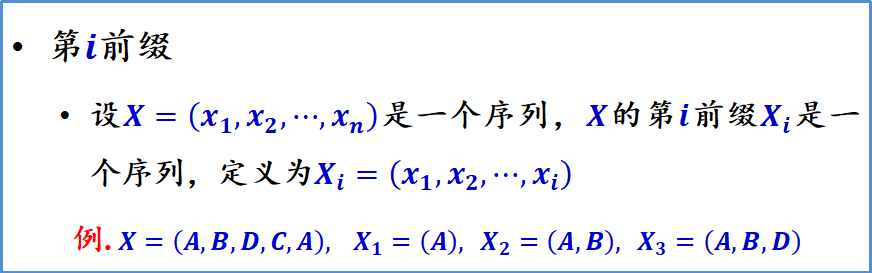 • 第i前缀
• 设X = (x₁, x₂, ⋯, xₙ)是一个序列，X的第i前缀Xᵢ是一
个序列，定义为Xᵢ = (x₁, x₂, ⋯, xᵢ)
例. X = (A, B, D, C, A), X₁ = (A), X₂ = (A, B), X₃ = (A, B, D)